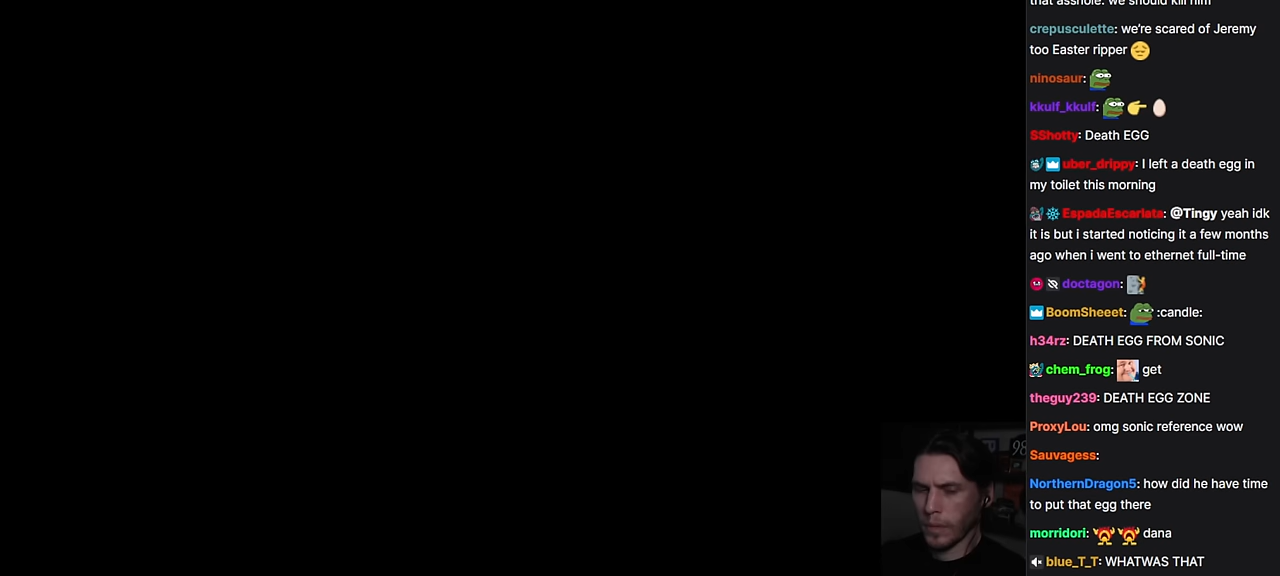 that asshole. we should kill him
crepusculette: we're scared of Jeremy
too Easter ripper
ninosaur:
kkulf_kkulf:
SShotty: Death EGG
uber_drippy: I left a death egg in
my toilet this morning
EspadaEscarlata: @Tingy yeah idk
it is but i started noticing it a few months
ago when i went to ethernet full-time
doctagon:
BoomSheeet: :candle:
h34rz: DEATH EGG FROM SONIC
chem_frog: get
theguy239: DEATH EGG ZONE
ProxyLou: omg sonic reference wow
Sauvagess:
NorthernDragon5: how did he have time
to put that egg there
morridori: dana
blue_T_T: WHATWAS THAT
98